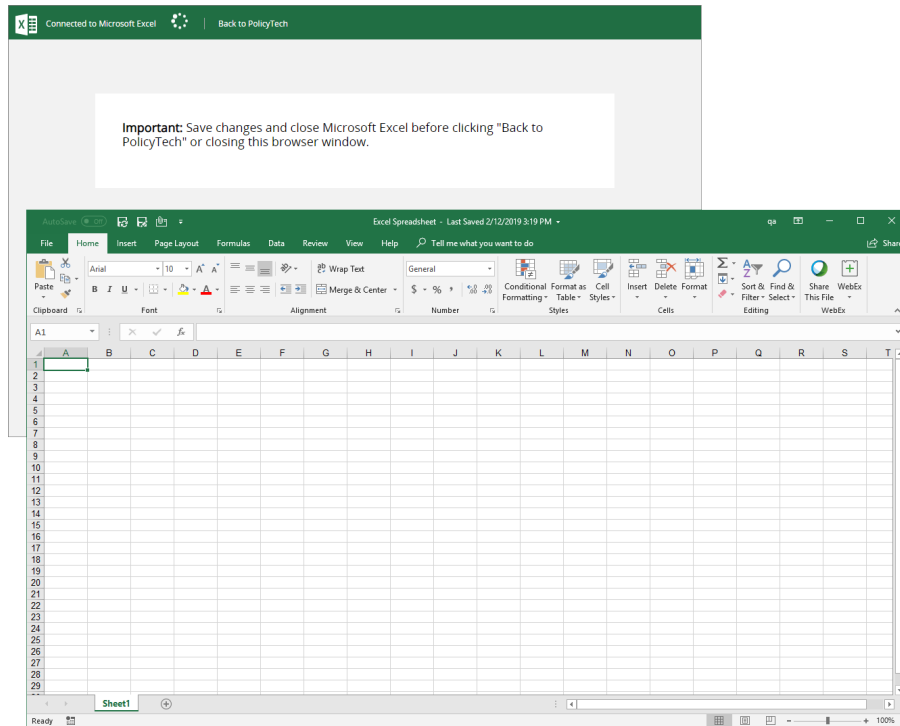 Connected to Microsoft Excel | Back to PolicyTech
Important: Save changes and close Microsoft Excel before clicking "Back to
PolicyTech" or closing this browser window.
AutoSave Off Excel Spreadsheet - Last Saved 2/12/2019 3:19 PM qa
File Home Insert Page Layout Formulas Data Review View Help Tell me what you want to do Share
Paste
Arial 10 A A
B I U A
Wrap Text
Merge & Center
General
$ % ,
Conditional Formatting
Format as Table
Cell Styles
Insert Delete Format
Sort & Filter
Find & Select
Share This File
WebEx
Clipboard Font Alignment Number Styles Cells Editing WebEx
A1 fx
A B C D E F G H I J K L M N O P Q R S T
1
2
3
4
5
6
7
8
9
10
11
12
13
14
15
16
17
18
19
20
21
22
23
24
25
26
27
28
29
Sheet1
Ready 100%